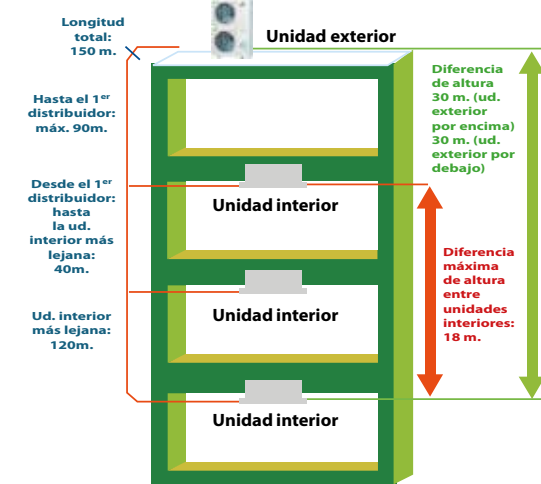 Longitud
total:
150 m.
Unidad exterior
Hasta el 1er
distribuidor:
máx. 90m.
Desde el 1er
distribuidor:
hasta
la ud.
interior más
lejana:
40m.
Ud. interior
más lejana:
120m.
Unidad interior
Unidad interior
Unidad interior
Diferencia
de altura
30 m. (ud.
exterior
por encima)
30 m. (ud.
exterior por
debajo)
Diferencia
máxima
de altura
entre
unidades
interiores:
18 m.